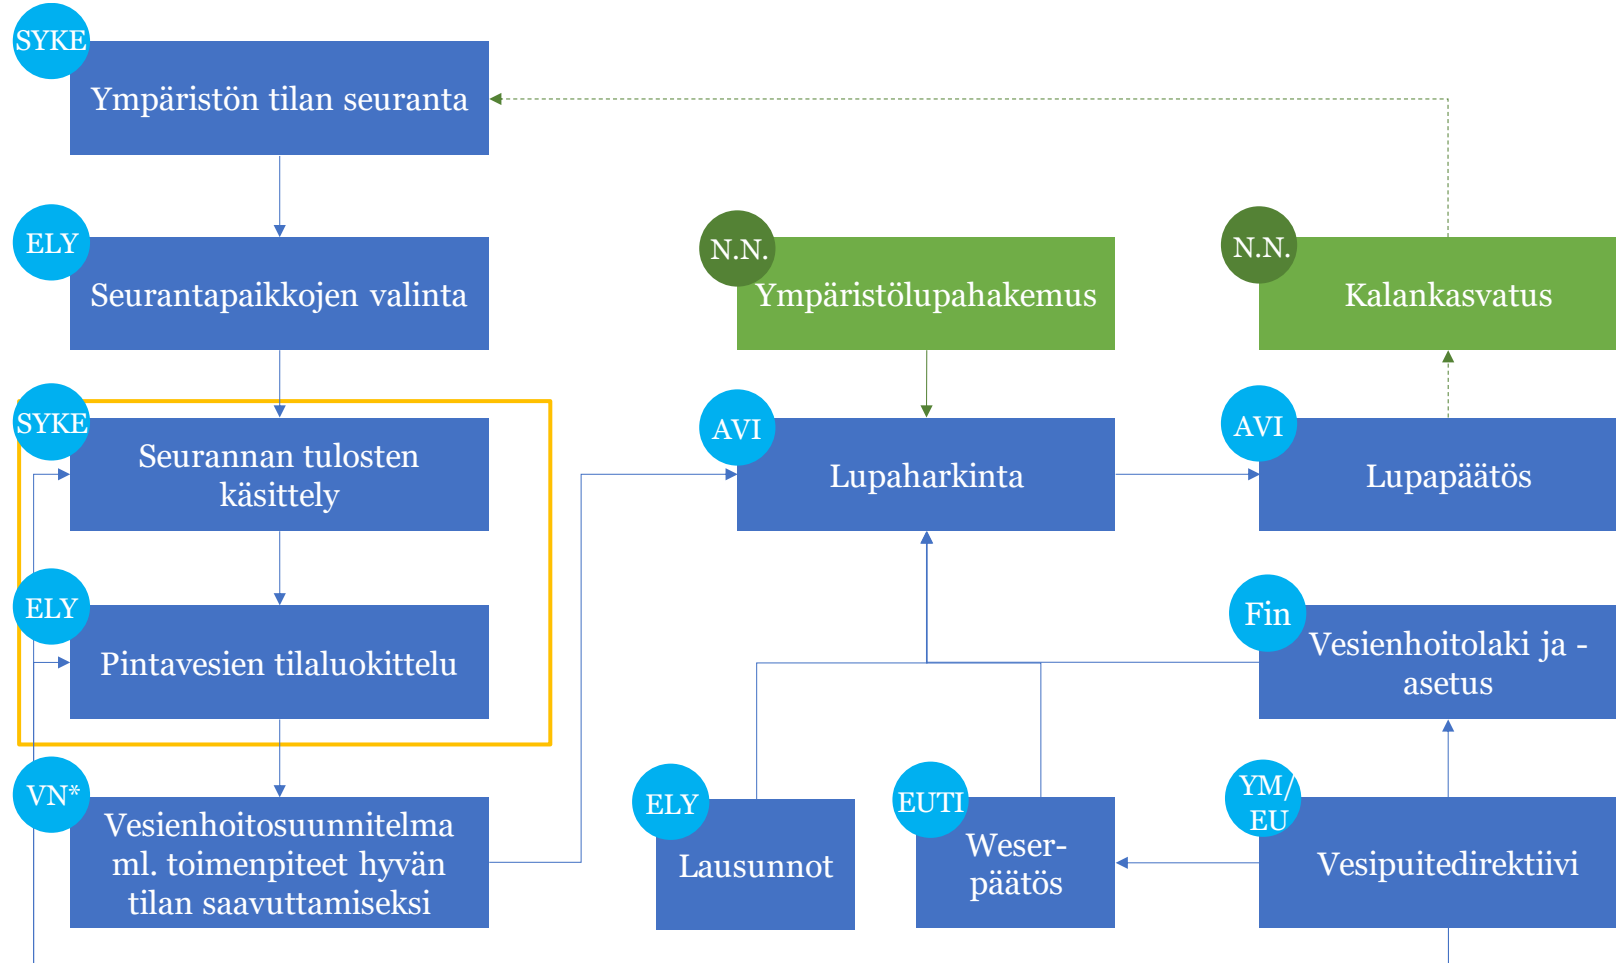 SYKE
Ympäristön tilan seuranta
ELY
Seurantapaikkojen valinta
N.N.
Ympäristölupahakemus
N.N.
Kalankasvatus
SYKE
Seurannan tulosten
käsittely
AVI
Lupaharkinta
AVI
Lupapäätös
ELY
Pintavesien tilaluokittelu
Fin
Vesienhoitolaki ja -
asetus
VN*
Vesienhoitosuunnitelma
ml. toimenpiteet hyvän
tilan saavuttamiseksi
ELY
Lausunnot
EUTI
Weser-
päätös
YM/
EU
Vesipuitedirektiivi